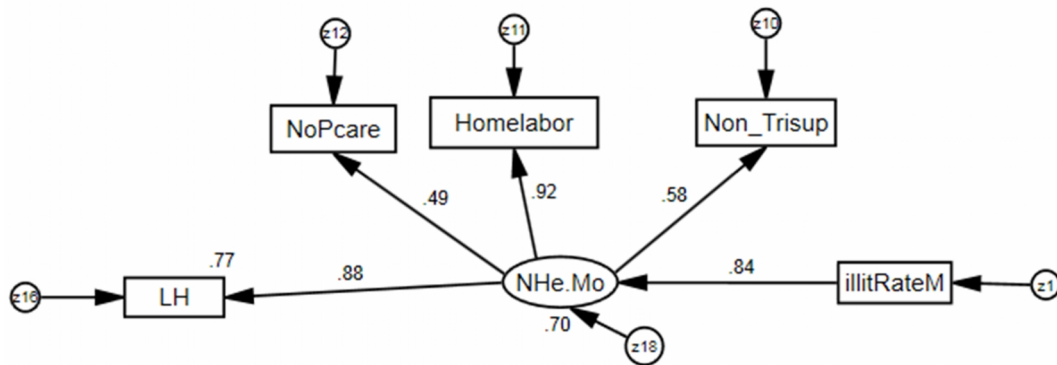 z12
z11
z10
NoPcare
Homelabor
Non_Trisup
.49
.92
.58
.77
.88
.84
z16
LH
NHe.Mo
illitRateM
z1
.70
z18